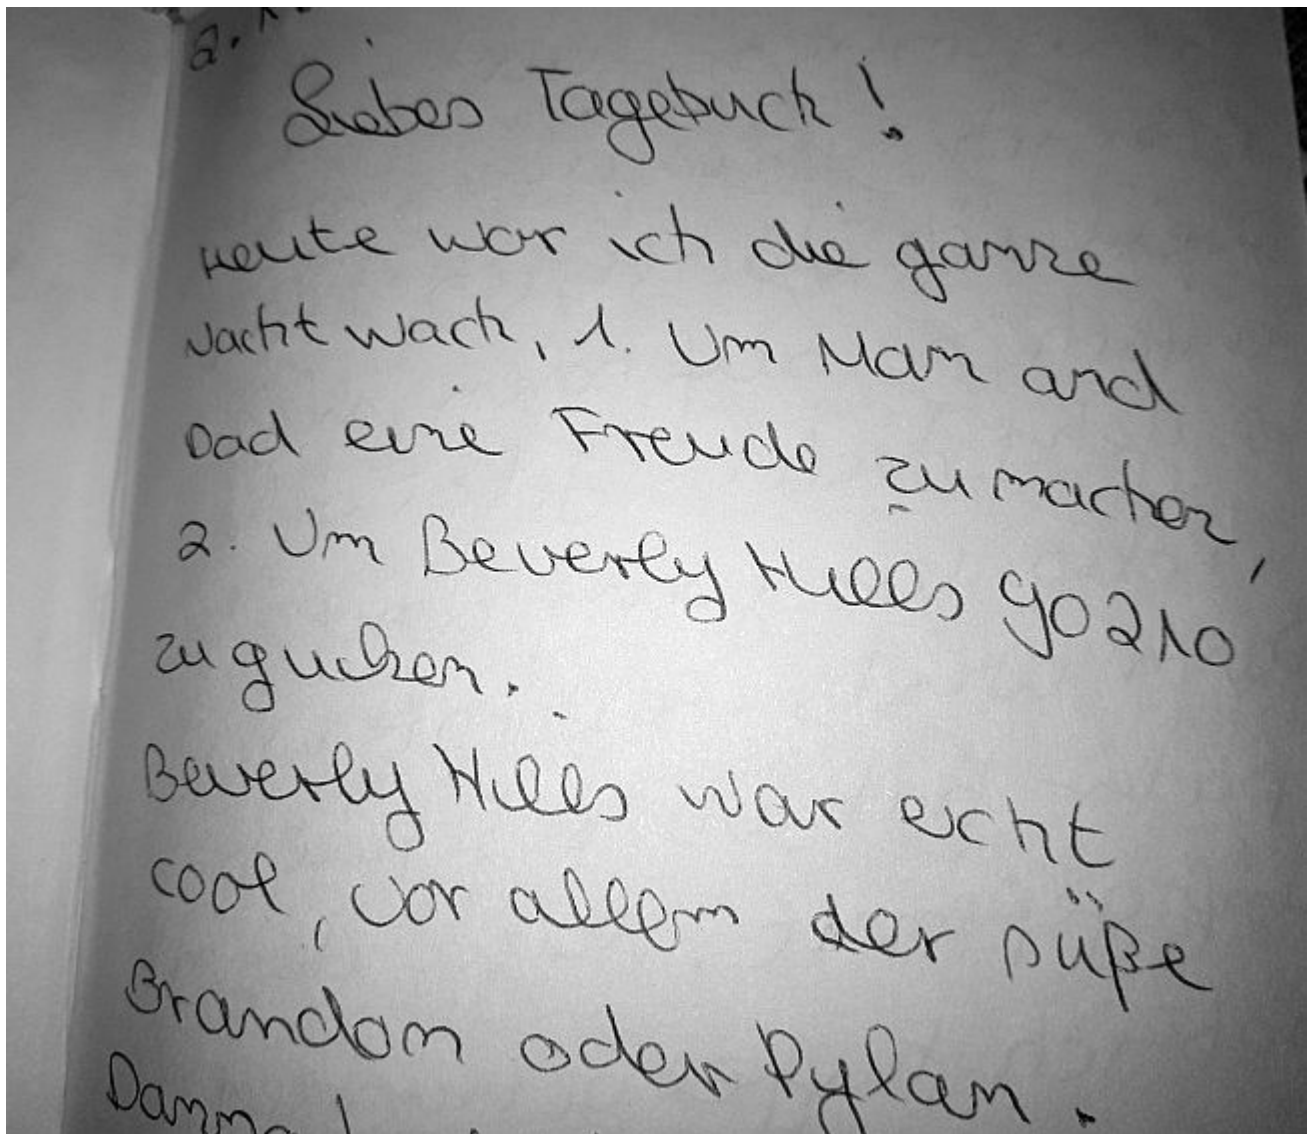 2.
Liebes Tagebuch!
Heute war ich die ganze
Nacht wach, 1. Um Mam and
Dad eine Freude zu machen,
2. Um Beverly Hills 90210
zu gucken.
Beverly Hills war echt
cool, vor allem der süße
Brandon oder Dylan.